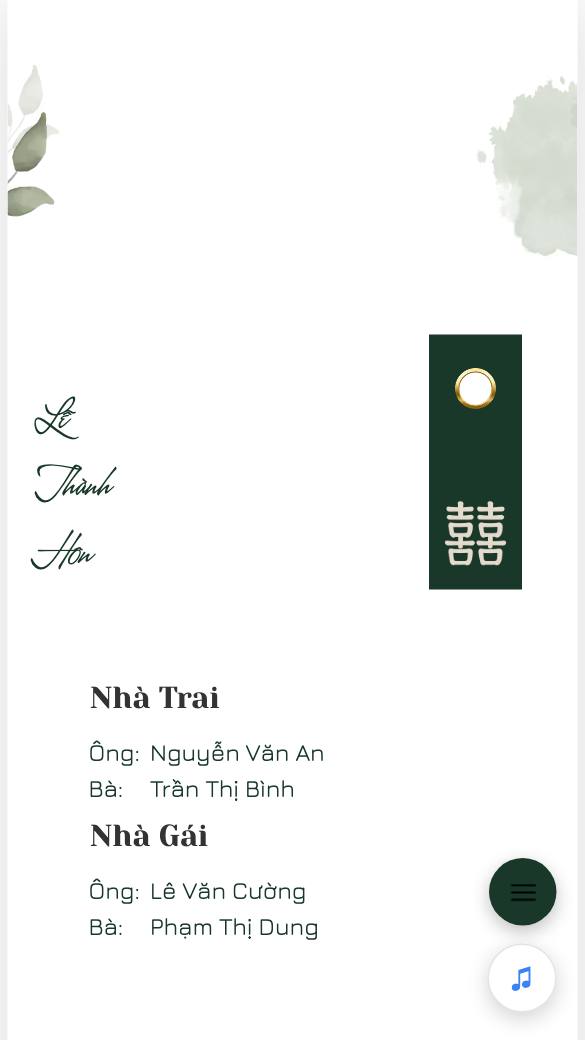 Lễ
Thành
Hôn
囍
Nhà Trai
Ông: Nguyễn Văn An
Bà: Trần Thị Bình
Nhà Gái
Ông: Lê Văn Cường
Bà: Phạm Thị Dung